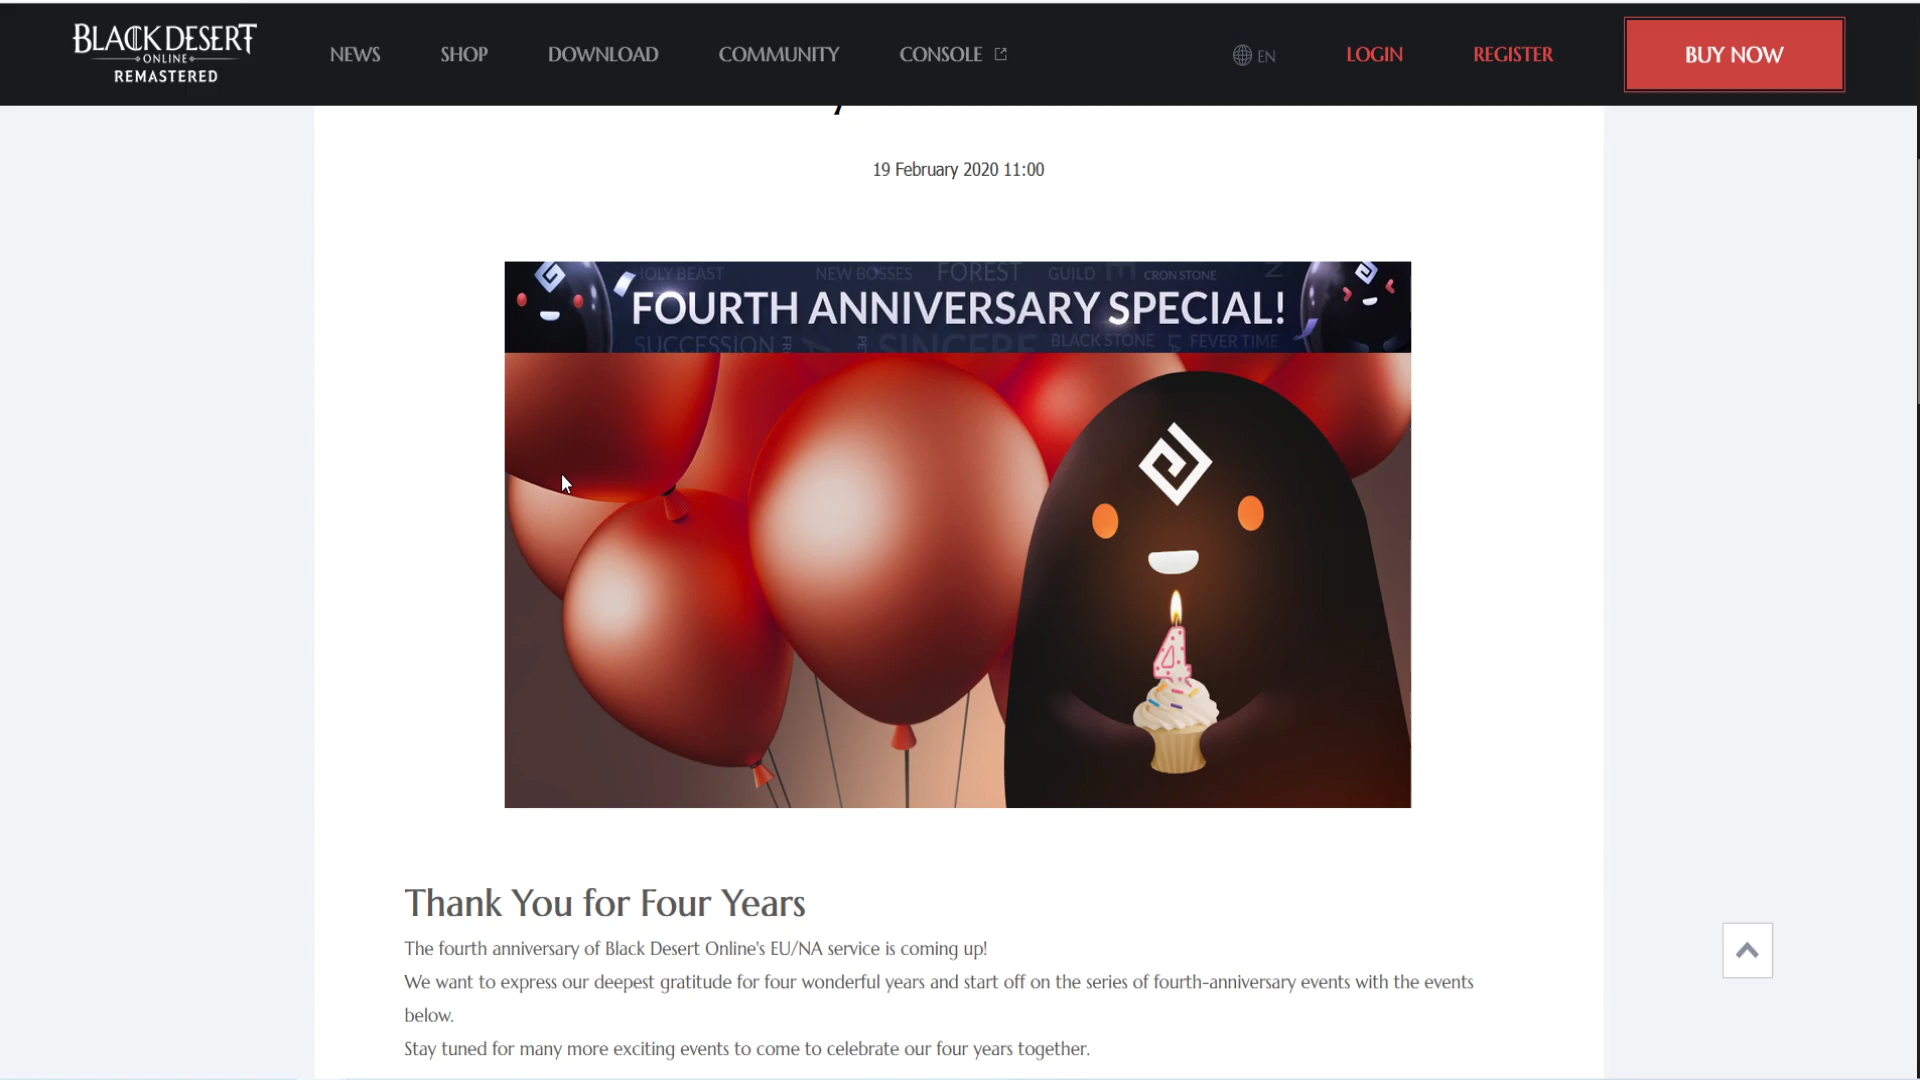 BLACK DESERT
ONLINE
REMASTERED
NEWS
SHOP
DOWNLOAD
COMMUNITY
CONSOLE
EN
LOGIN
REGISTER
BUY NOW
19 February 2020 11:00
NEW BOSSES
FOREST
GUILD
CRON STONE
FOURTH ANNIVERSARY SPECIAL!
SUCCESSION
SINCERE
BLACK STONE
FEVER TIME
4
Thank You for Four Years
The fourth anniversary of Black Desert Online's EU/NA service is coming up!
We want to express our deepest gratitude for four wonderful years and start off on the series of fourth-anniversary events with the events
below.
Stay tuned for many more exciting events to come to celebrate our four years together.